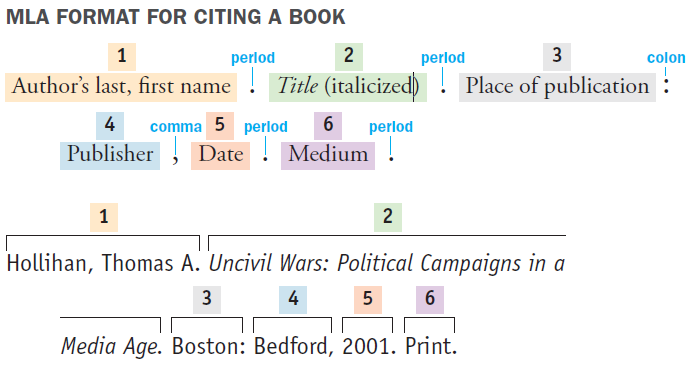 MLA FORMAT FOR CITING A BOOK
1 period 2 period 3 colon
Author's last, first name . Title (italicized) . Place of publication :
4 comma 5 period 6 period
Publisher , Date . Medium .
1 2
Hollihan, Thomas A. Uncivil Wars: Political Campaigns in a
3 4 5 6
Media Age. Boston: Bedford, 2001. Print.